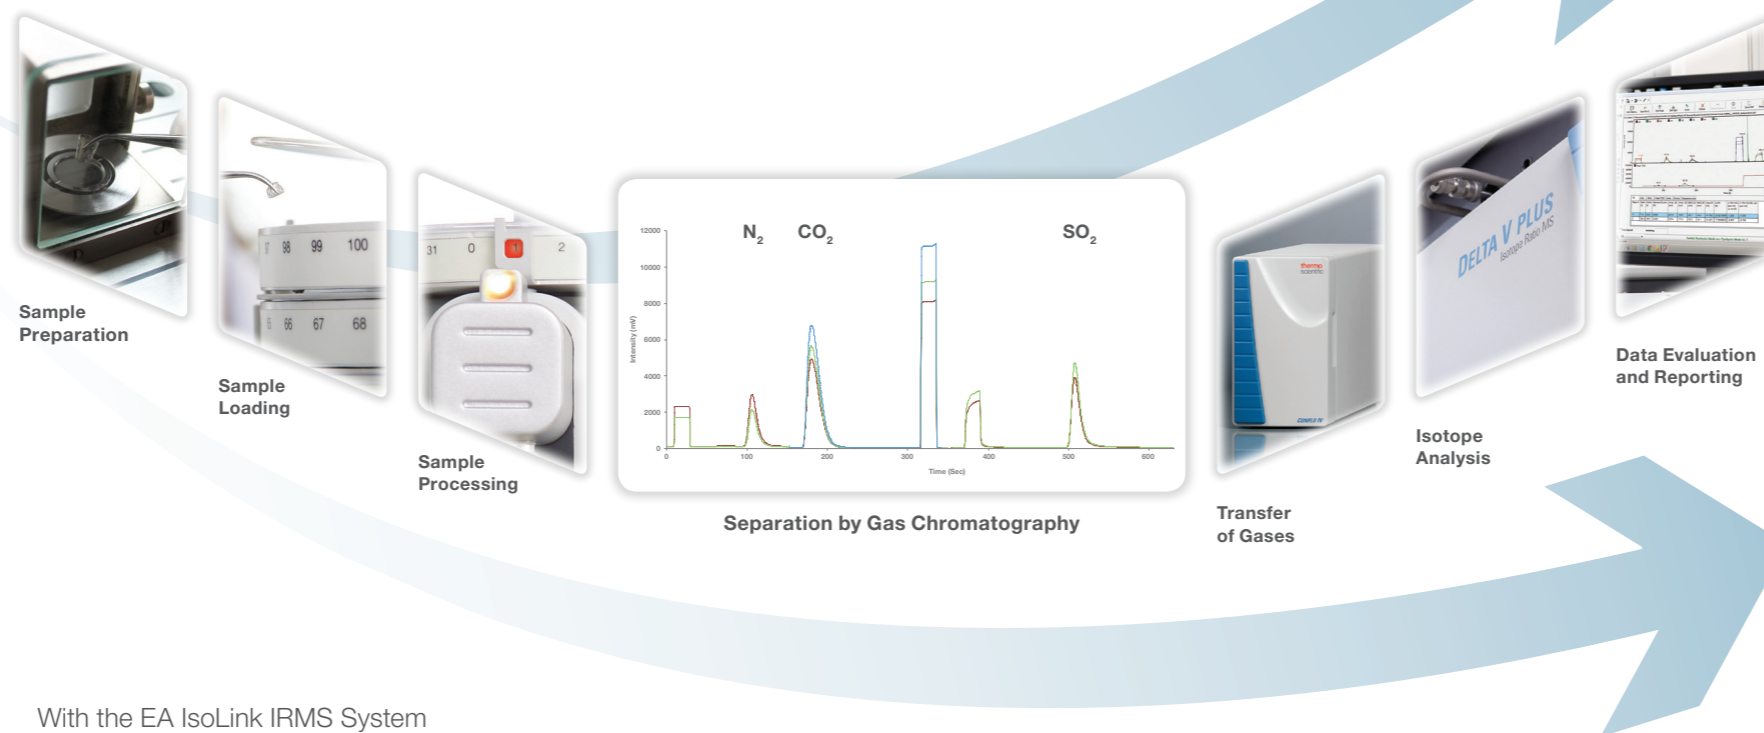 Sample
Preparation
98 99 100
66 67 68
Sample
Loading
31 0 1 2
Sample
Processing
N₂ CO₂ SO₂
12000
10000
8000
6000
4000
2000
0
Intensity (mV)
0 100 200 300 400 500 600
Time (Sec)
Separation by Gas Chromatography
thermo
scientific
CONFLO IV
Transfer
of Gases
DELTA V PLUS
Isotope Ratio MS
Isotope
Analysis
Data Evaluation
and Reporting
With the EA IsoLink IRMS System